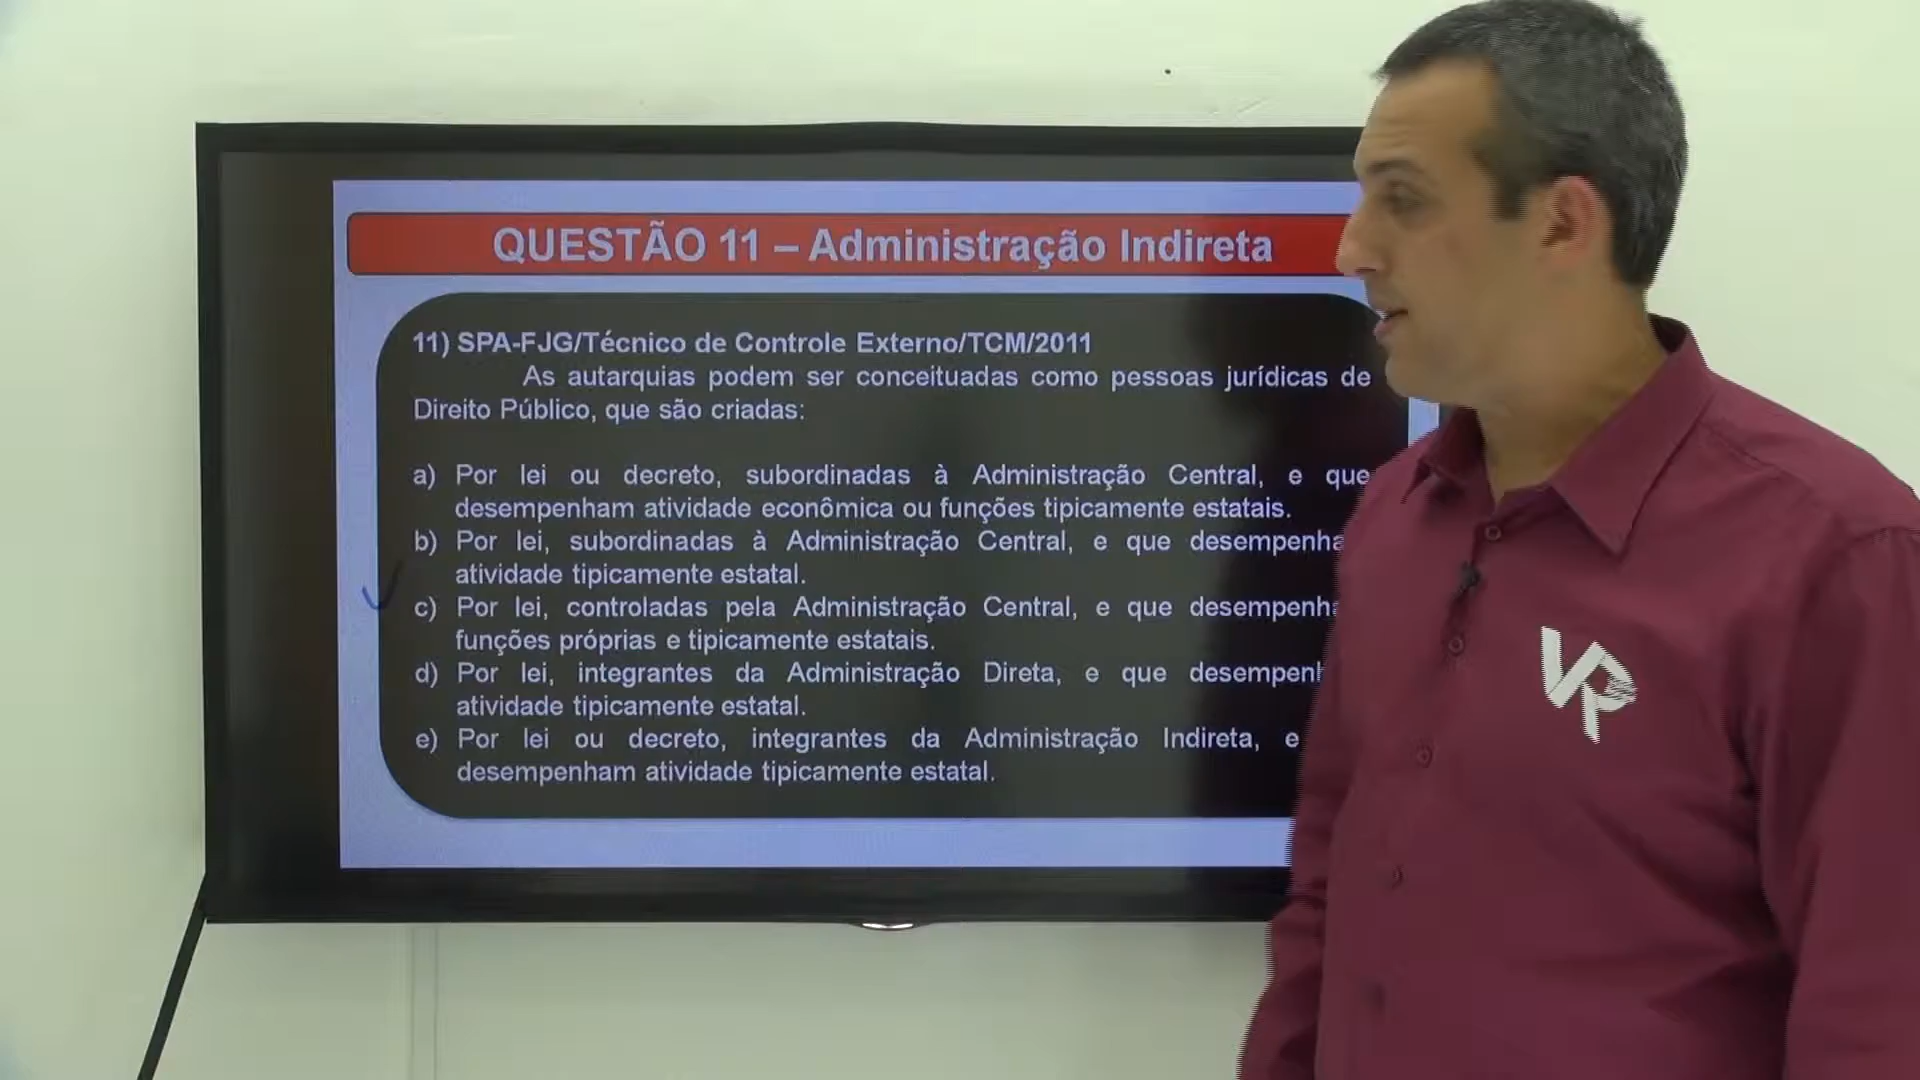 QUESTÃO 11 – Administração Indireta
11) SPA-FJG/Técnico de Controle Externo/TCM/2011
As autarquias podem ser conceituadas como pessoas jurídicas de
Direito Público, que são criadas:
a) Por lei ou decreto, subordinadas à Administração Central, e que
desempenham atividade econômica ou funções tipicamente estatais.
b) Por lei, subordinadas à Administração Central, e que desempenha
atividade tipicamente estatal.
c) Por lei, controladas pela Administração Central, e que desempenha
funções próprias e tipicamente estatais.
d) Por lei, integrantes da Administração Direta, e que desempenh
atividade tipicamente estatal.
e) Por lei ou decreto, integrantes da Administração Indireta, e
desempenham atividade tipicamente estatal.
VR